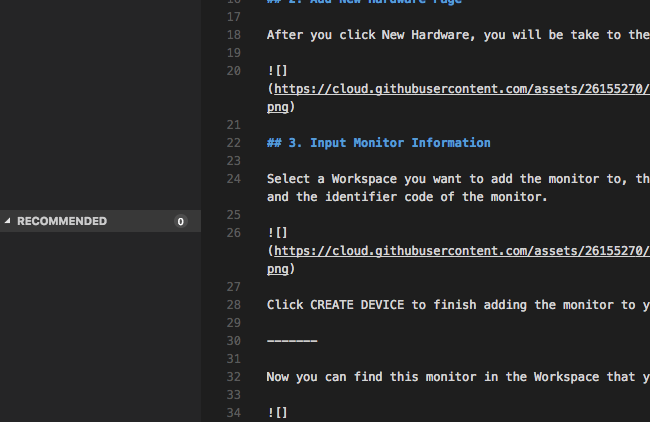 RECOMMENDED 0
16 ## 2. Add New Hardware Page
17
18 After you click New Hardware, you will be take to the
19
20 ![]
(https://cloud.githubusercontent.com/assets/26155270/
png)
21
22 ## 3. Input Monitor Information
23
24 Select a Workspace you want to add the monitor to, th
and the identifier code of the monitor.
25
26 ![]
(https://cloud.githubusercontent.com/assets/26155270/
png)
27
28 Click CREATE DEVICE to finish adding the monitor to y
29
30 -------
31
32 Now you can find this monitor in the Workspace that y
33
34 ![]